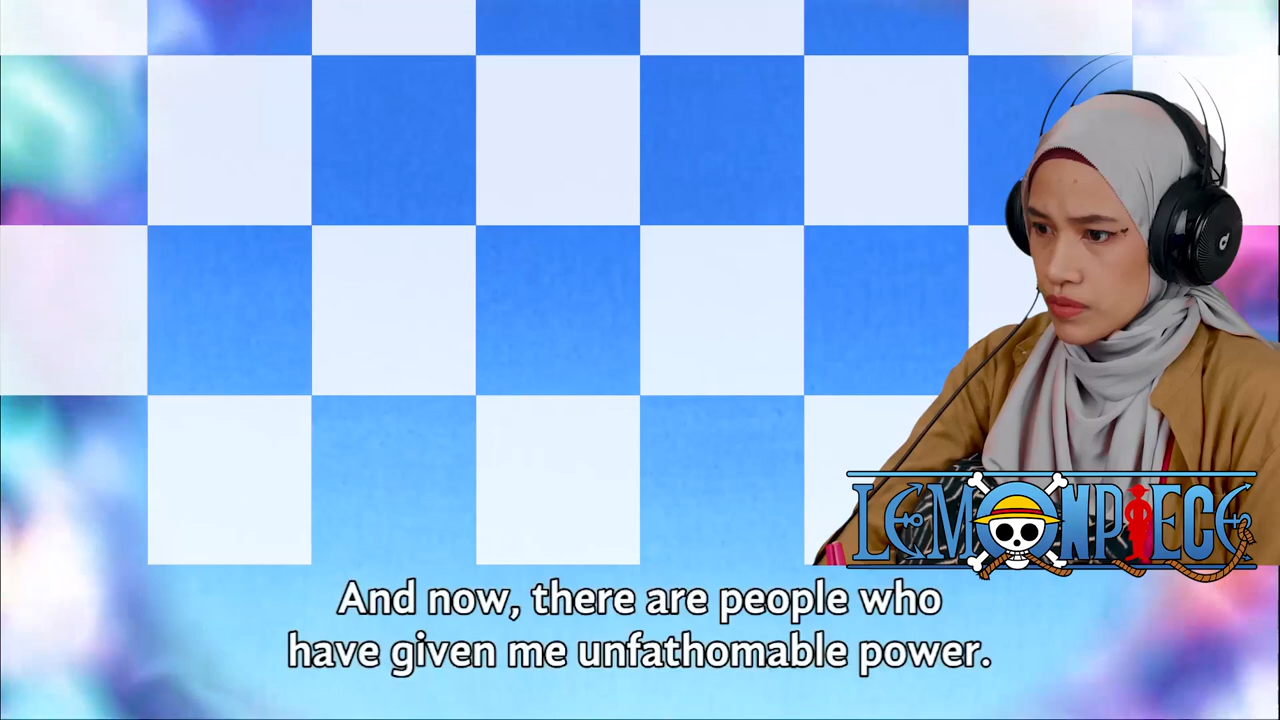 LEMONPIECE
And now, there are people who
have given me unfathomable power.